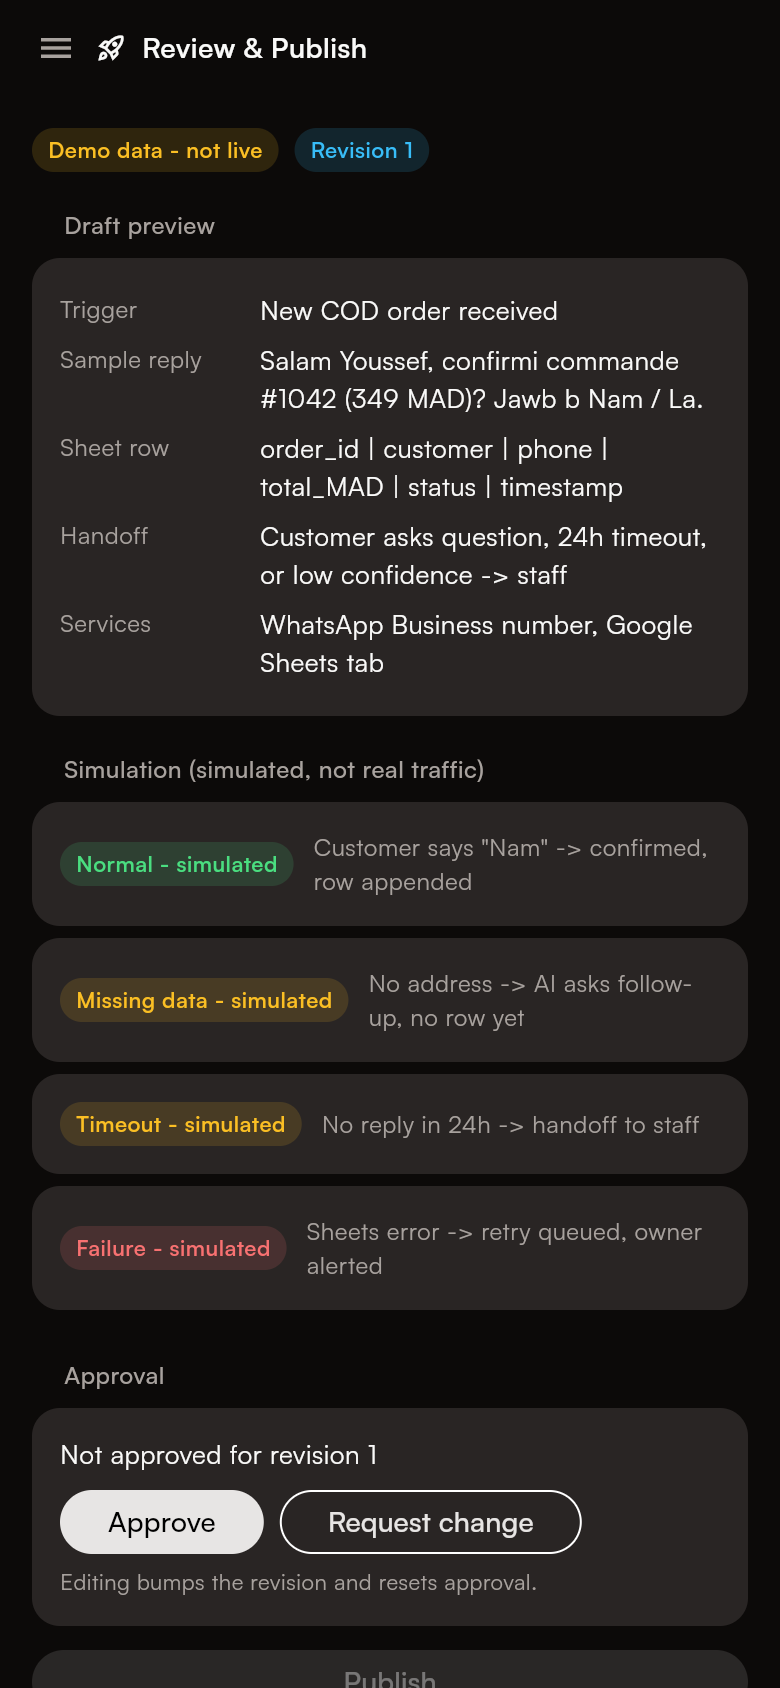 Review & Publish
Demo data - not live
Revision 1
Draft preview
Trigger
New COD order received
Sample reply
Salam Youssef, confirmi commande
#1042 (349 MAD)? Jawb b Nam / La.
Sheet row
order_id | customer | phone |
total_MAD | status | timestamp
Handoff
Customer asks question, 24h timeout,
or low confidence -> staff
Services
WhatsApp Business number, Google
Sheets tab
Simulation (simulated, not real traffic)
Normal - simulated
Customer says "Nam" -> confirmed,
row appended
Missing data - simulated
No address -> AI asks follow-
up, no row yet
Timeout - simulated
No reply in 24h -> handoff to staff
Failure - simulated
Sheets error -> retry queued, owner
alerted
Approval
Not approved for revision 1
Approve
Request change
Editing bumps the revision and resets approval.
Publish